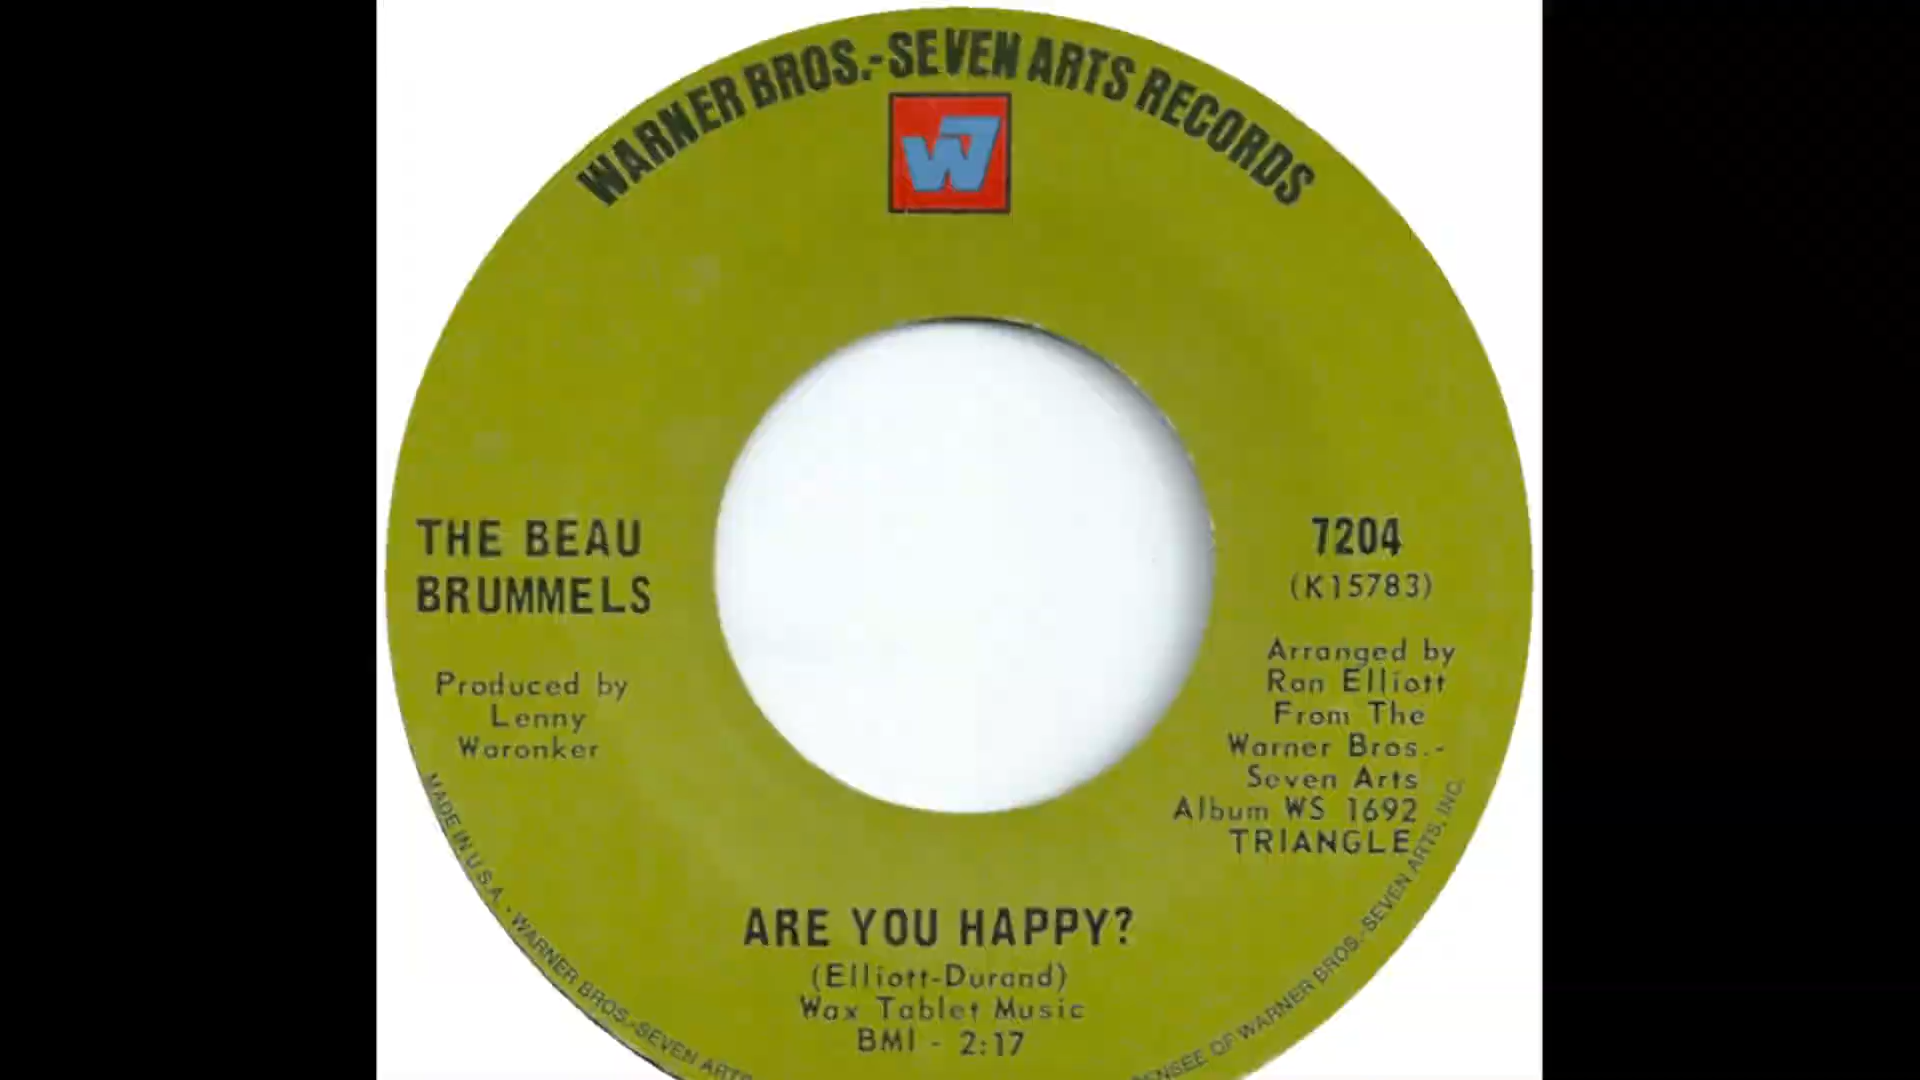 WARNER BROS.-SEVEN ARTS RECORDS
W7
THE BEAU
BRUMMELS
Produced by
Lenny
Waronker
7204
(K15783)
Arranged by
Ron Elliott
From The
Warner Bros.-
Seven Arts
Album WS 1692
TRIANGLE
ARE YOU HAPPY?
(Elliott-Durand)
Wax Tablet Music
BMI - 2:17
MADE IN U.S.A. • WARNER BROS.-SEVEN ARTS
OF WARNER BROS.-SEVEN ARTS, INC.